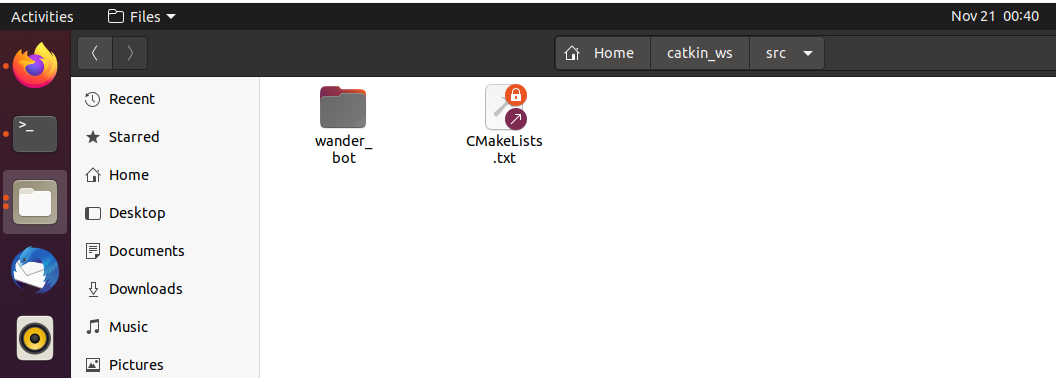 Activities
Files
Nov 21 00:40
Home
catkin_ws
src
Recent
Starred
Home
Desktop
Documents
Downloads
Music
Pictures
wander_
bot
CMakeLists
.txt
>_